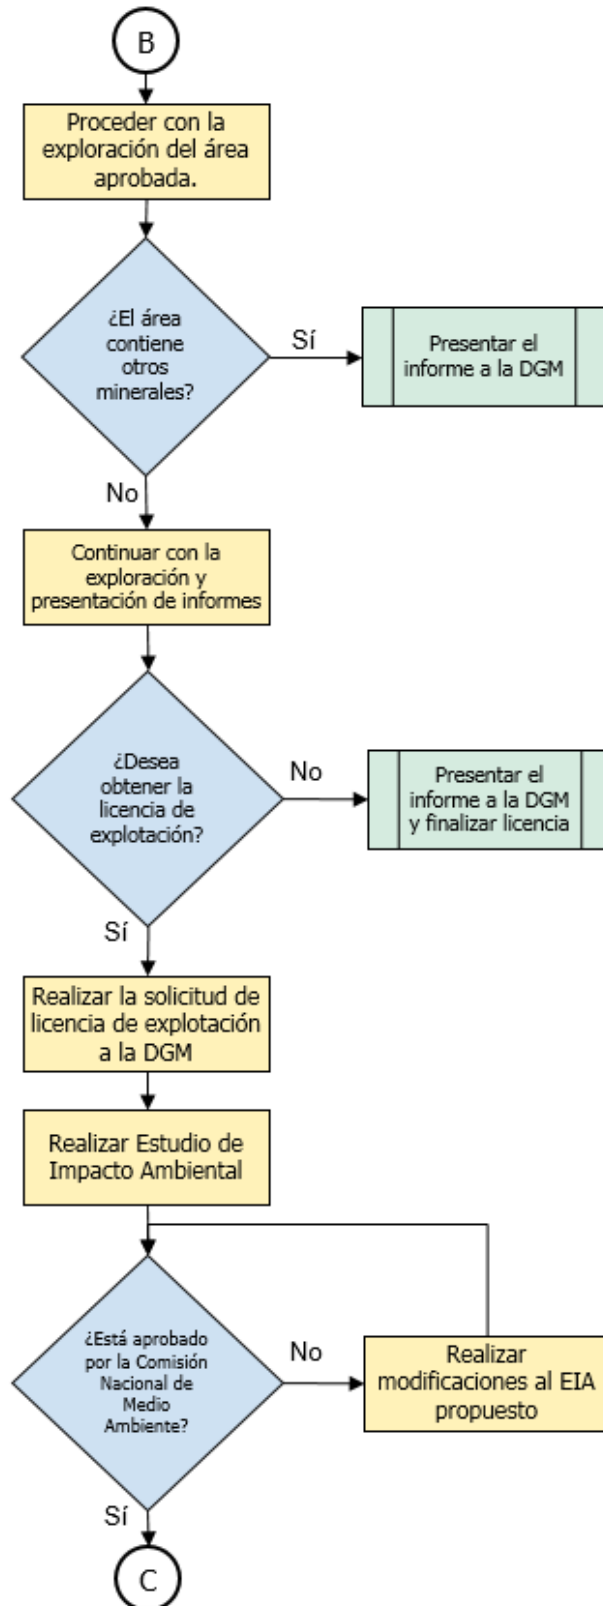 B
Proceder con la
exploración del área
aprobada.
¿El área
contiene
otros
minerales?
Sí
Presentar el
informe a la DGM
No
Continuar con la
exploración y
presentación de informes
¿Desea
obtener la
licencia de
explotación?
No
Presentar el
informe a la DGM
y finalizar licencia
Sí
Realizar la solicitud de
licencia de explotación
a la DGM
Realizar Estudio de
Impacto Ambiental
¿Está aprobado
por la Comisión
Nacional de
Medio
Ambiente?
No
Realizar
modificaciones al EIA
propuesto
Sí
C